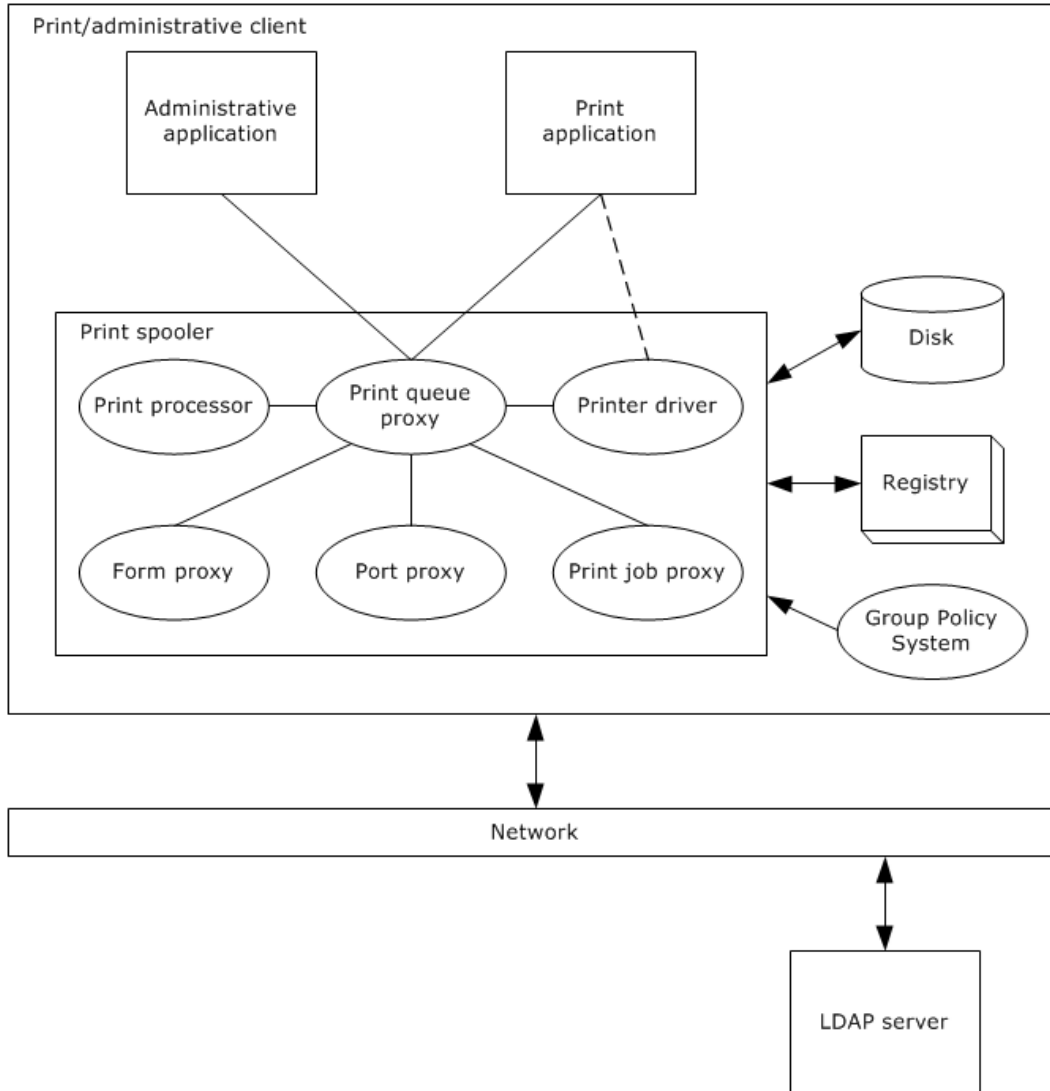 Print/administrative client
Administrative
application
Print
application
Print spooler
Disk
Print processor
Print queue
proxy
Printer driver
Registry
Form proxy
Port proxy
Print job proxy
Group Policy
System
Network
LDAP server